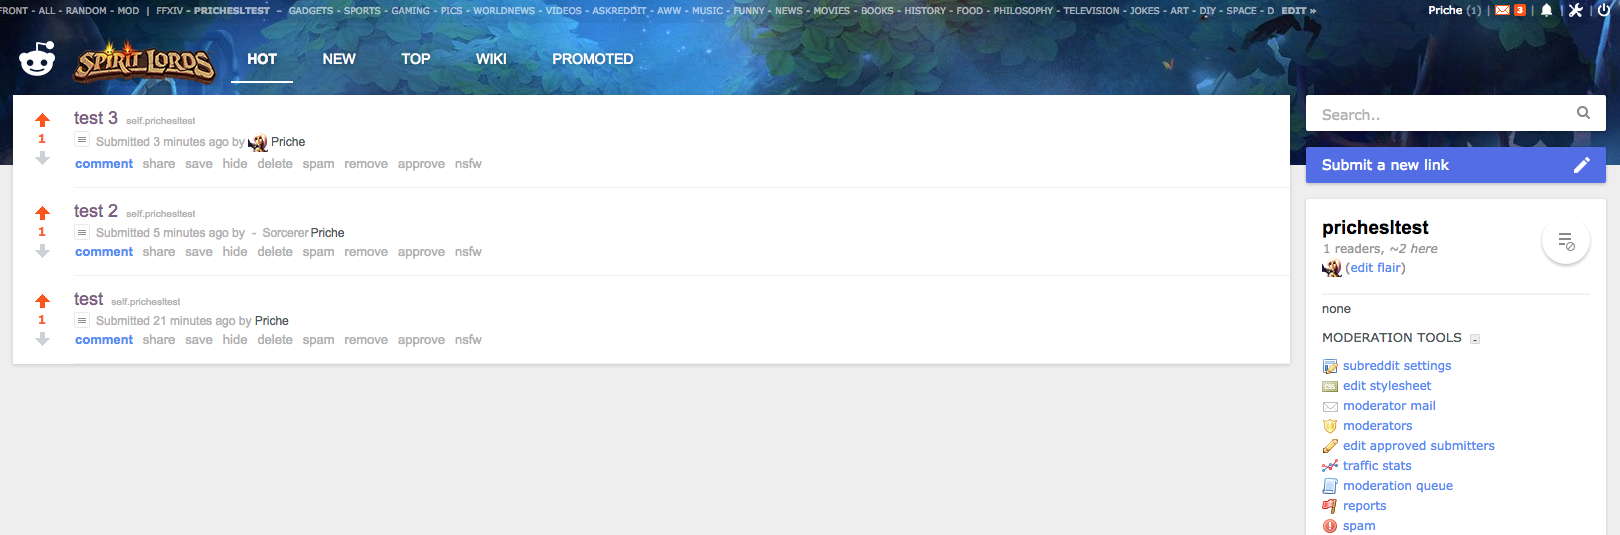 FRONT - ALL - RANDOM - MOD | FFXIV - PRICHESLTEST - GADGETS - SPORTS - GAMING - PICS - WORLDNEWS - VIDEOS - ASKREDDIT - AWW - MUSIC - FUNNY - NEWS - MOVIES - BOOKS - HISTORY - FOOD - PHILOSOPHY - TELEVISION - JOKES - ART - DIY - SPACE - D EDIT »
Priche (1) | 3 | | |
SPIRIT LORDS HOT NEW TOP WIKI PROMOTED
1
test 3 self.prichesltest
Submitted 3 minutes ago by Priche
comment share save hide delete spam remove approve nsfw
1
test 2 self.prichesltest
Submitted 5 minutes ago by - Sorcerer Priche
comment share save hide delete spam remove approve nsfw
1
test self.prichesltest
Submitted 21 minutes ago by Priche
comment share save hide delete spam remove approve nsfw
Search..
Submit a new link
prichesltest
1 readers, ~2 here
(edit flair)
none
MODERATION TOOLS -
subreddit settings
css edit stylesheet
moderator mail
moderators
edit approved submitters
traffic stats
moderation queue
reports
spam